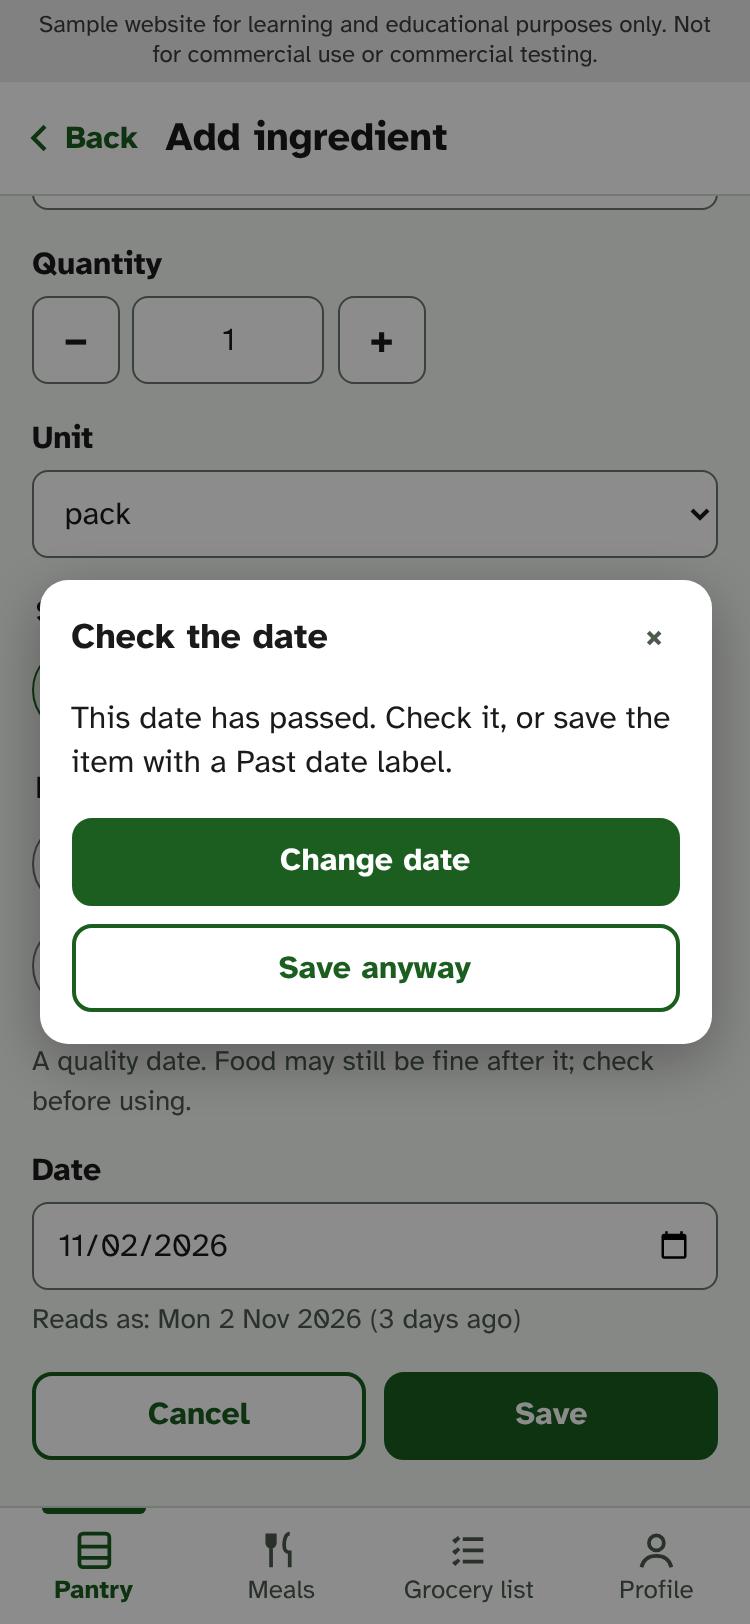 Sample website for learning and educational purposes only. Not
for commercial use or commercial testing.
Back Add ingredient
Quantity
− 1 +
Unit
pack
Check the date ×
This date has passed. Check it, or save the
item with a Past date label.
Change date
Save anyway
A quality date. Food may still be fine after it; check
before using.
Date
11/02/2026
Reads as: Mon 2 Nov 2026 (3 days ago)
Cancel Save
Pantry Meals Grocery list Profile